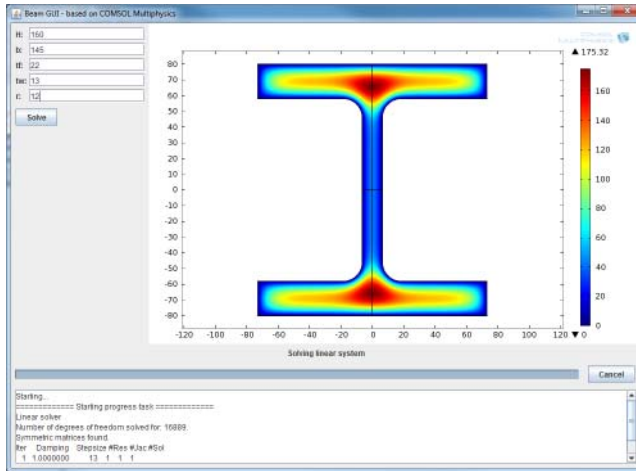 Beam GUI - based on COMSOL Multiphysics
H: 160
b: 145
tf: 22
tw: 13
r: 12
Solve
COMSOL
MULTIPHYSICS
▲ 175.32
80
70
60
50
40
30
20
10
0
-10
-20
-30
-40
-50
-60
-70
-80
-120 -100 -80 -60 -40 -20 0 20 40 60 80 100 120
160
140
120
100
80
60
40
20
0
▼ 0
Solving linear system
Cancel
Starting...
============= Starting progress task =============
Linear solver
Number of degrees of freedom solved for: 16889.
Symmetric matrices found.
Iter Damping Stepsize #Res #Jac #Sol
1 1.0000000 13 1 1 1